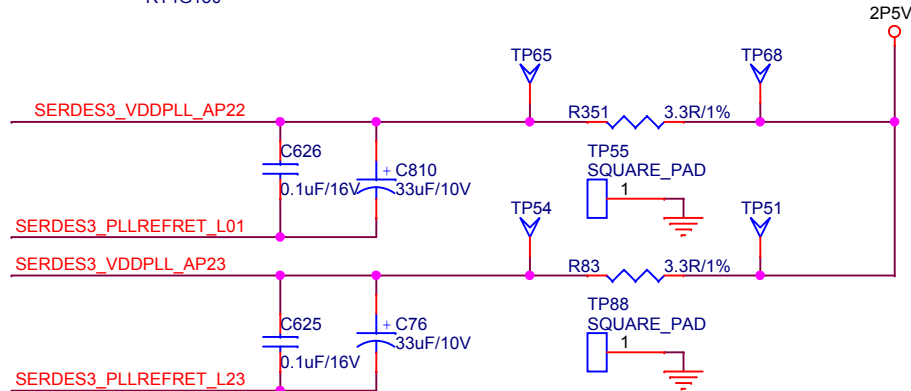 2P5V
TP65
TP68
SERDES3_VDDPLL_AP22
R351
3.3R/1%
C626
0.1uF/16V
+ C810
33uF/10V
TP55
SQUARE_PAD
1
SERDES3_PLLREFRET_L01
TP54
TP51
SERDES3_VDDPLL_AP23
R83
3.3R/1%
C625
0.1uF/16V
+ C76
33uF/10V
TP88
SQUARE_PAD
1
SERDES3_PLLREFRET_L23